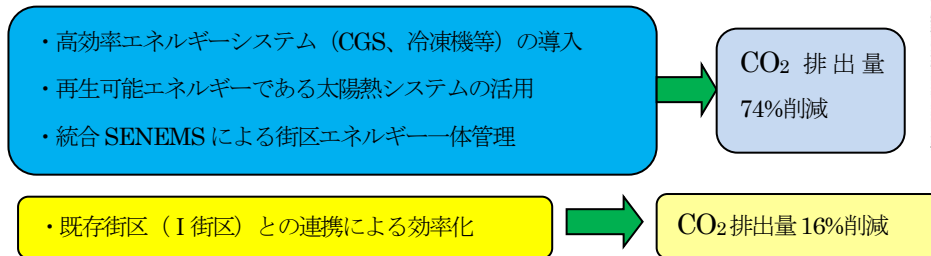 ・高効率エネルギーシステム（CGS、冷凍機等）の導入
・再生可能エネルギーである太陽熱システムの活用
・統合 SENEMS による街区エネルギー一体管理
CO₂ 排出量
74%削減
・既存街区（Ⅰ街区）との連携による効率化
CO₂排出量 16%削減